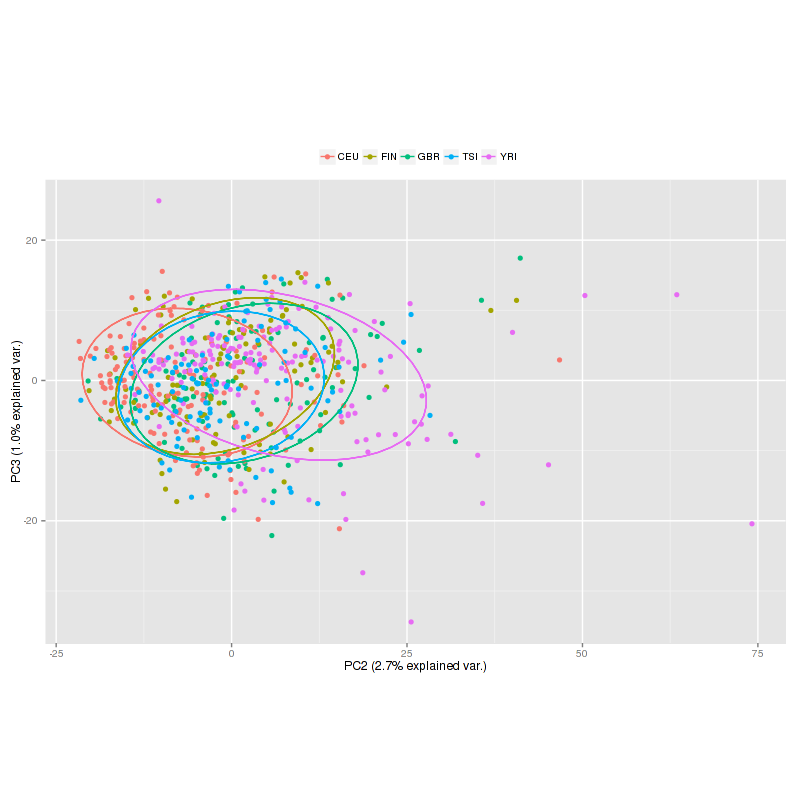 CEU FIN GBR TSI YRI
20
0
-20
PC3 (1.0% explained var.)
-25 0 25 50 75
PC2 (2.7% explained var.)